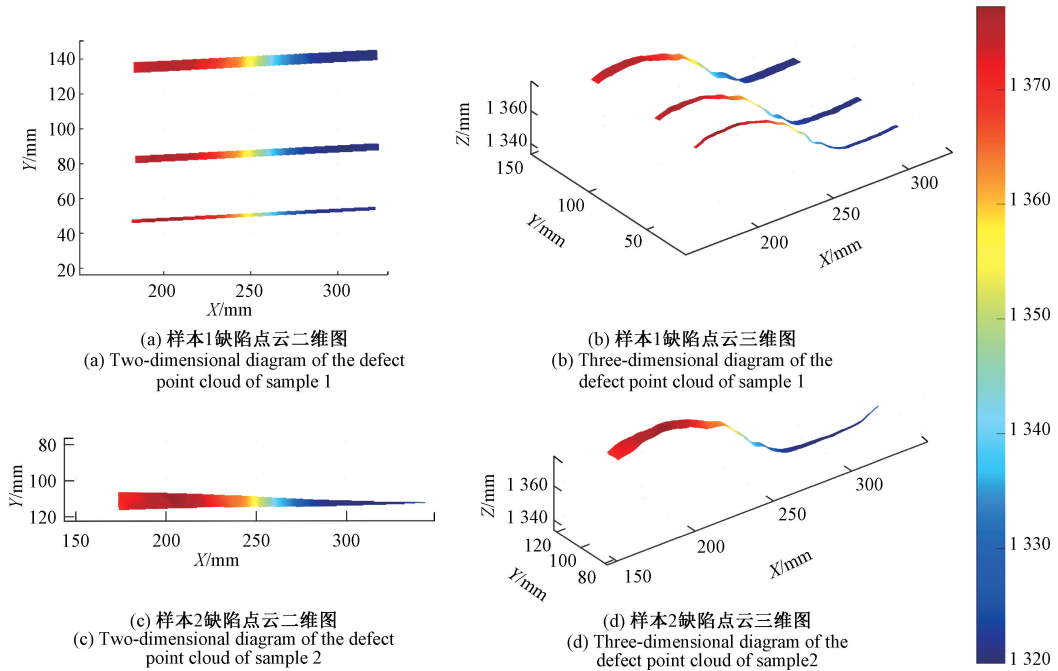 140
120
100
80
60
40
20
Y/mm
200
250
300
X/mm
(a) 样本1缺陷点云二维图
(a) Two-dimensional diagram of the defect
point cloud of sample 1
1 360
1 340
Z/mm
150
100
50
Y/mm
200
250
300
X/mm
(b) 样本1缺陷点云三维图
(b) Three-dimensional diagram of the
defect point cloud of sample 1
80
100
120
Y/mm
150
200
250
300
X/mm
(c) 样本2缺陷点云二维图
(c) Two-dimensional diagram of the defect
point cloud of sample 2
1 360
1 340
Z/mm
120
100
80
Y/mm
150
200
250
300
X/mm
(d) 样本2缺陷点云三维图
(d) Three-dimensional diagram of the
defect point cloud of sample2
1 370
1 360
1 350
1 340
1 330
1 320